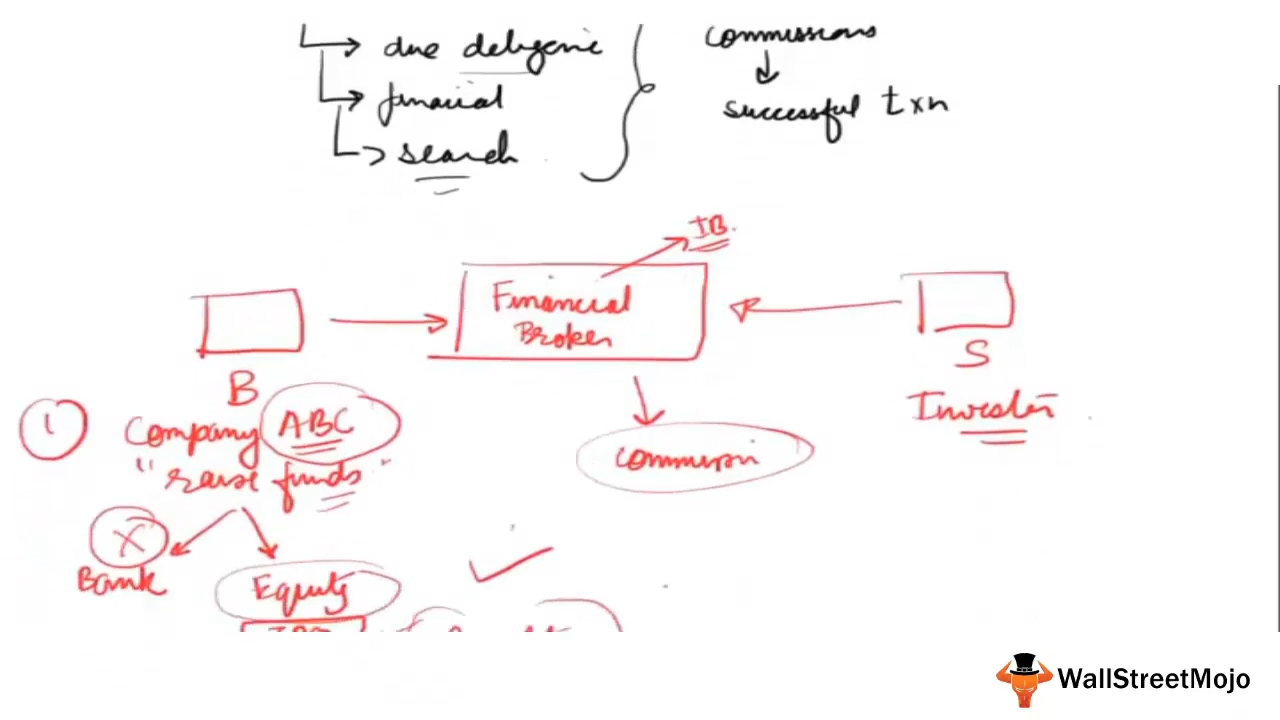 due deligenie
commissions
financial
successful txn
search
IB.
Financial
Broker
B
S
1
Company ABC
Investor
"raise funds"
commission
X
Bank
Equity
WallStreetMojo